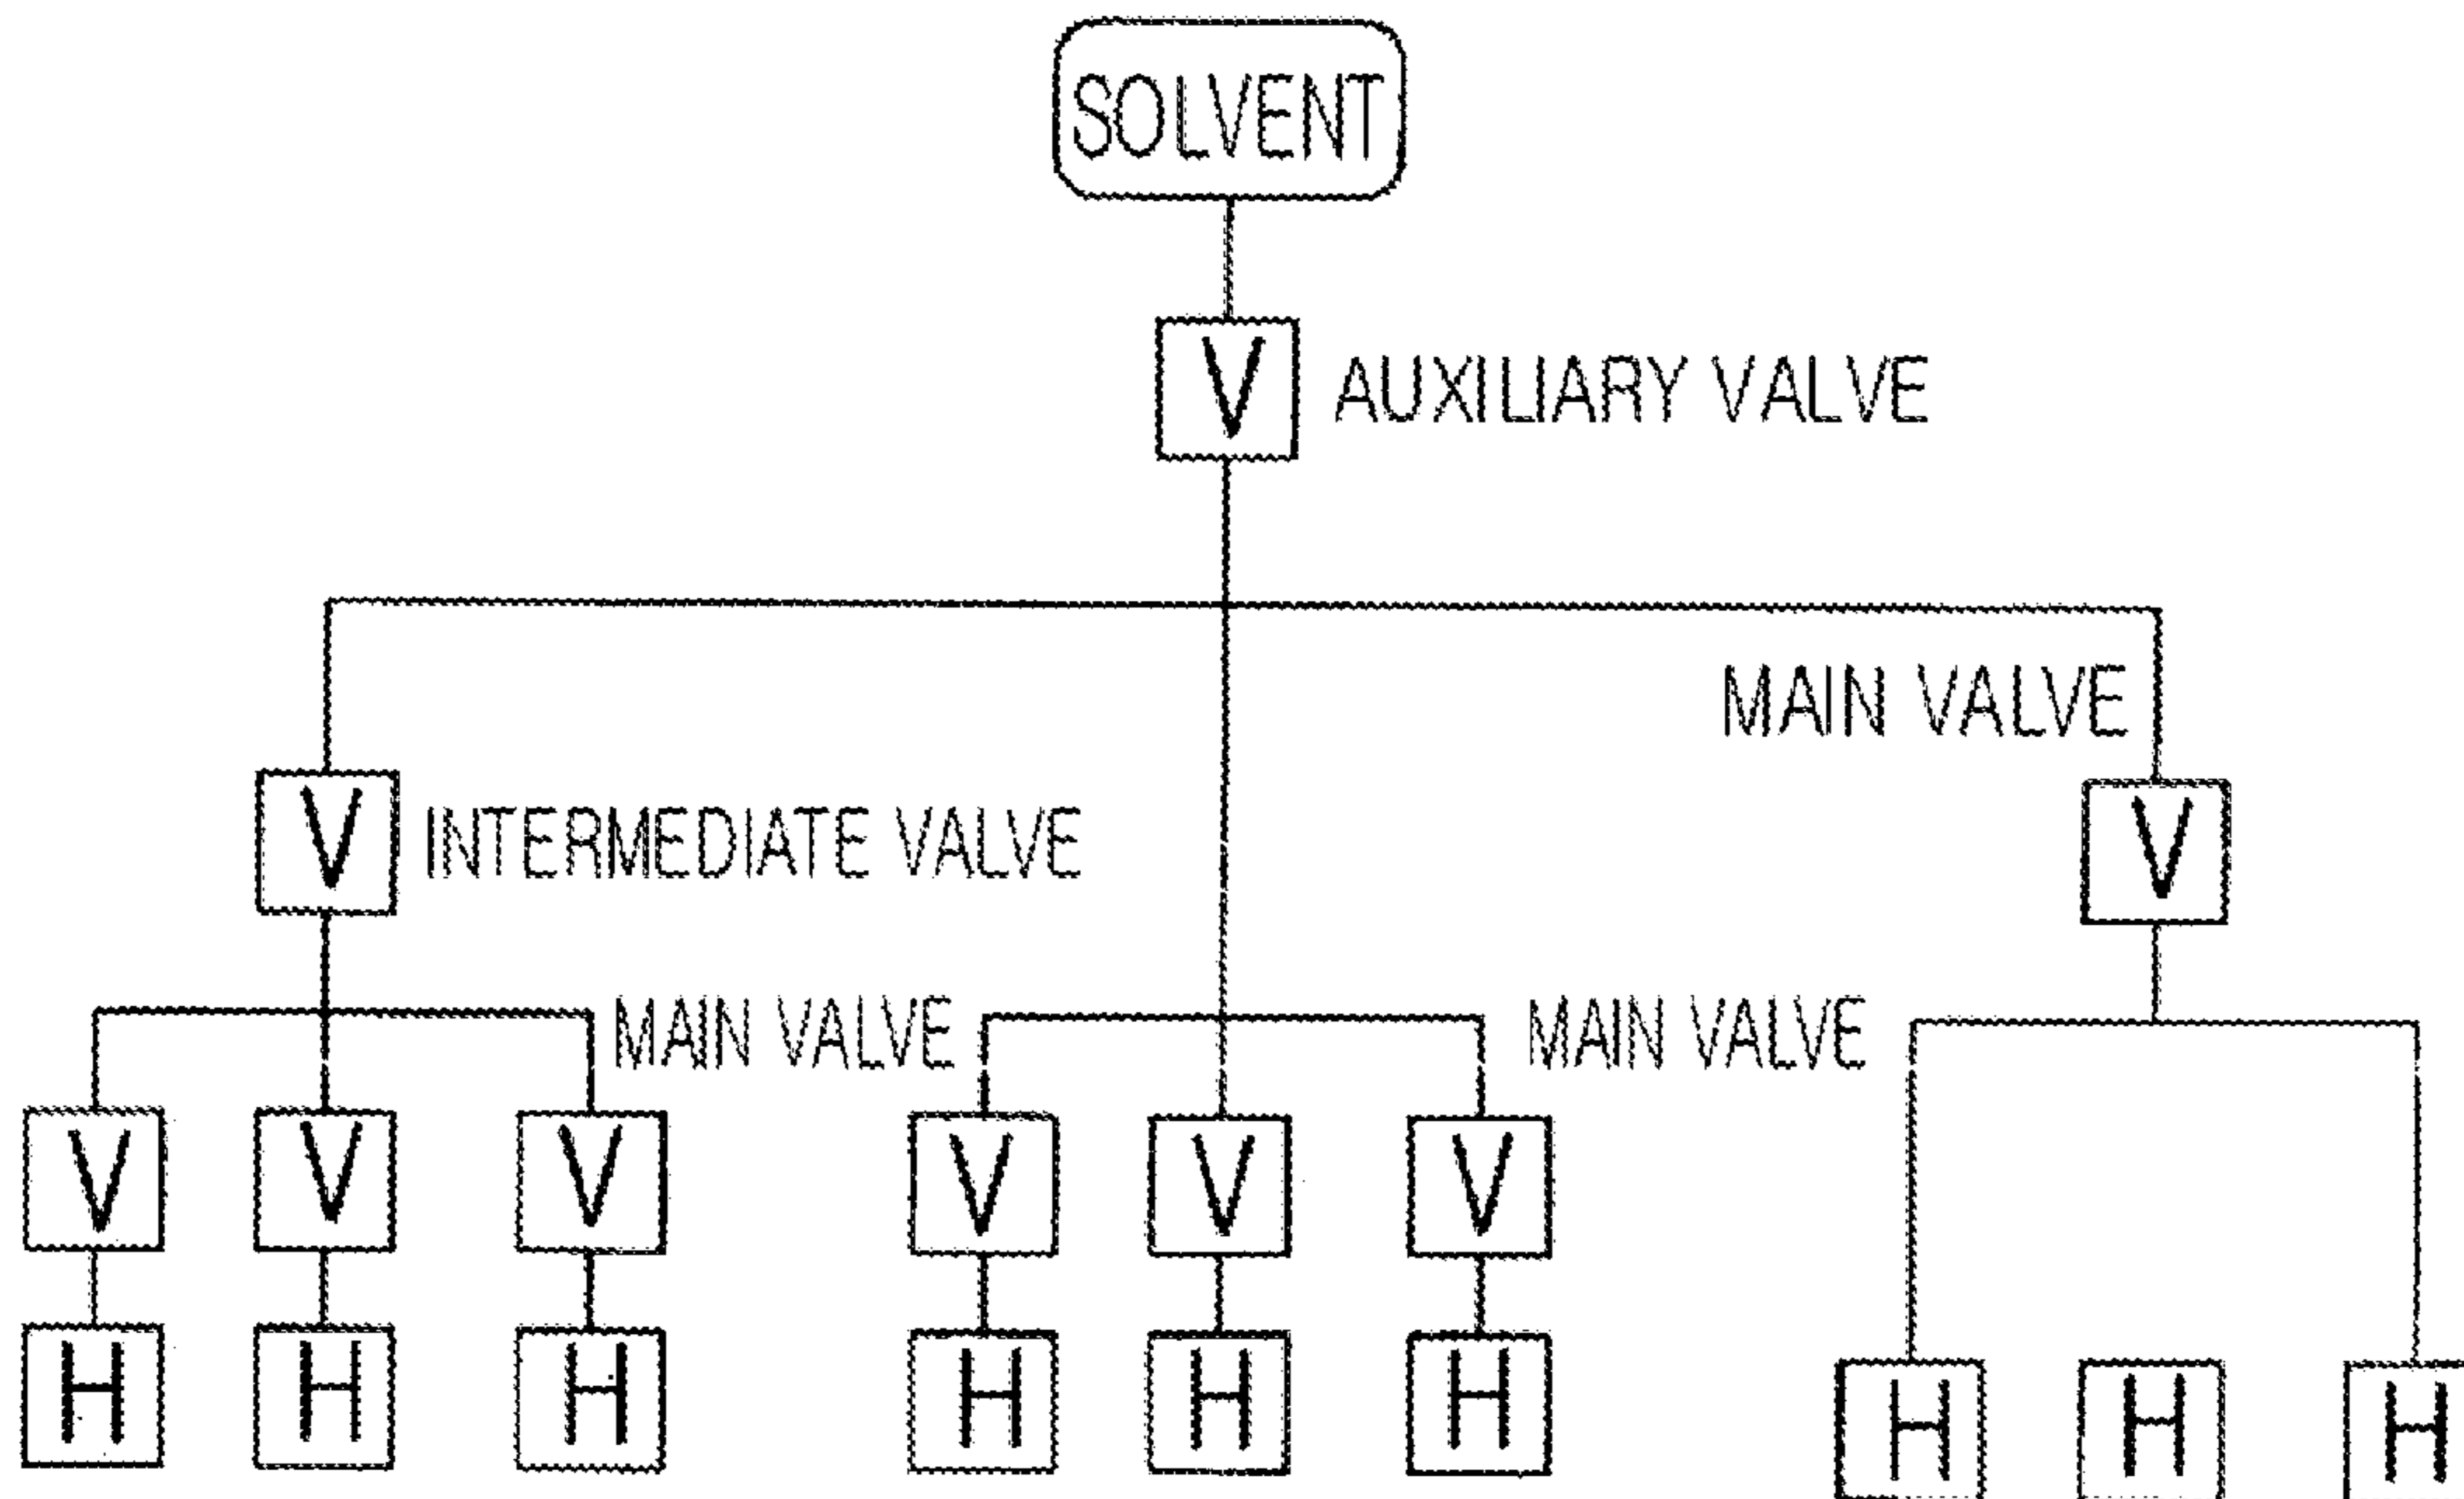 SOLVENT
V AUXILIARY VALVE
MAIN VALVE
V INTERMEDIATE VALVE
V
MAIN VALVE
MAIN VALVE
V V V V V V
H H H H H H H H H